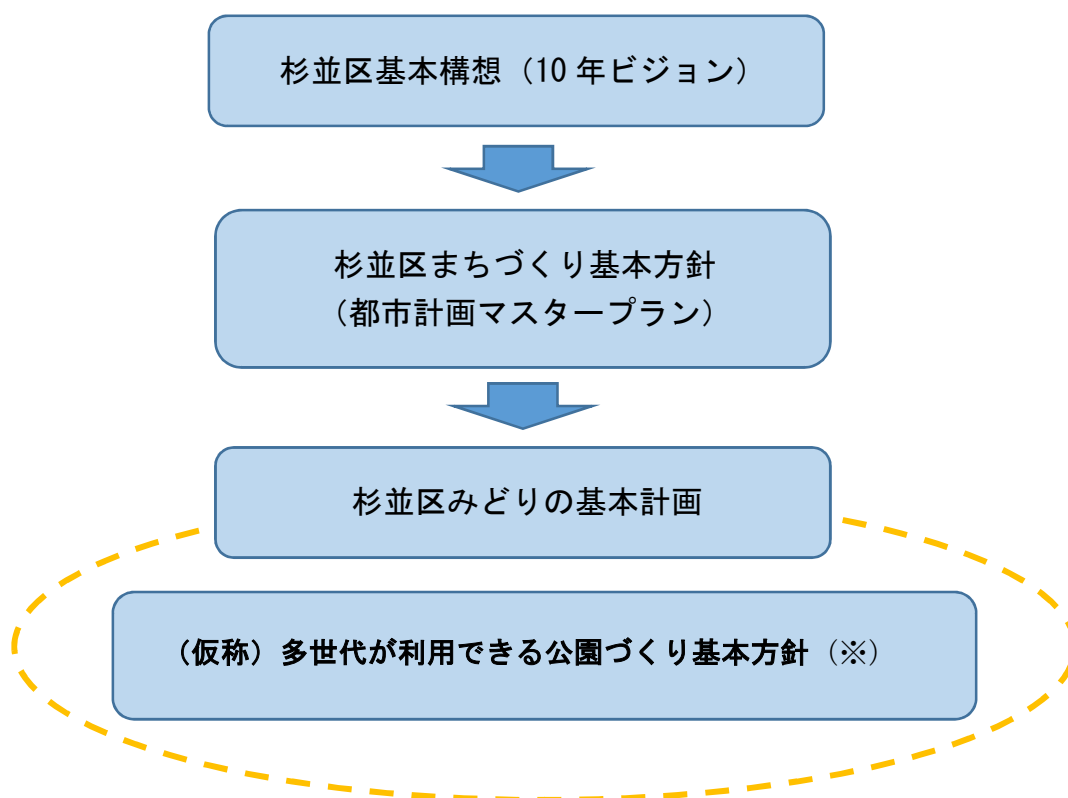 杉並区基本構想（10年ビジョン）
杉並区まちづくり基本方針
（都市計画マスタープラン）
杉並区みどりの基本計画
（仮称）多世代が利用できる公園づくり基本方針（※）